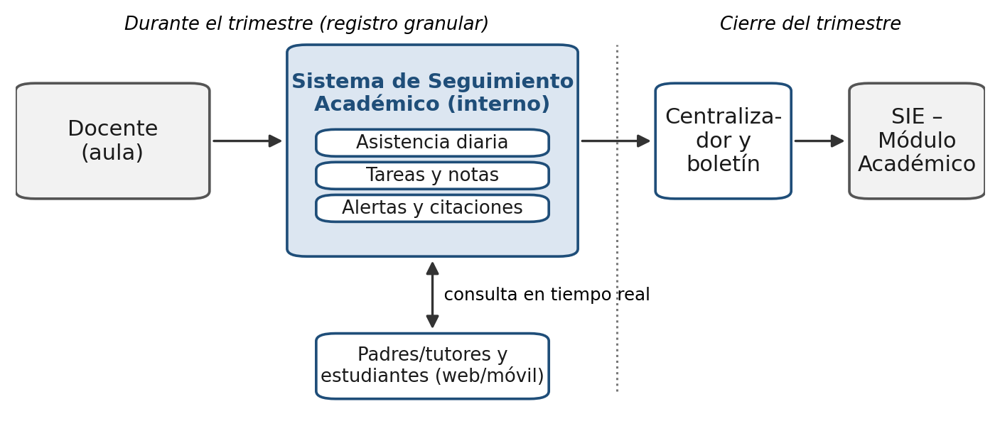 Durante el trimestre (registro granular)
Cierre del trimestre
Docente
(aula)
Sistema de Seguimiento
Académico (interno)
Asistencia diaria
Tareas y notas
Alertas y citaciones
Centraliza-
dor y
boletín
SIE –
Módulo
Académico
consulta en tiempo real
Padres/tutores y
estudiantes (web/móvil)